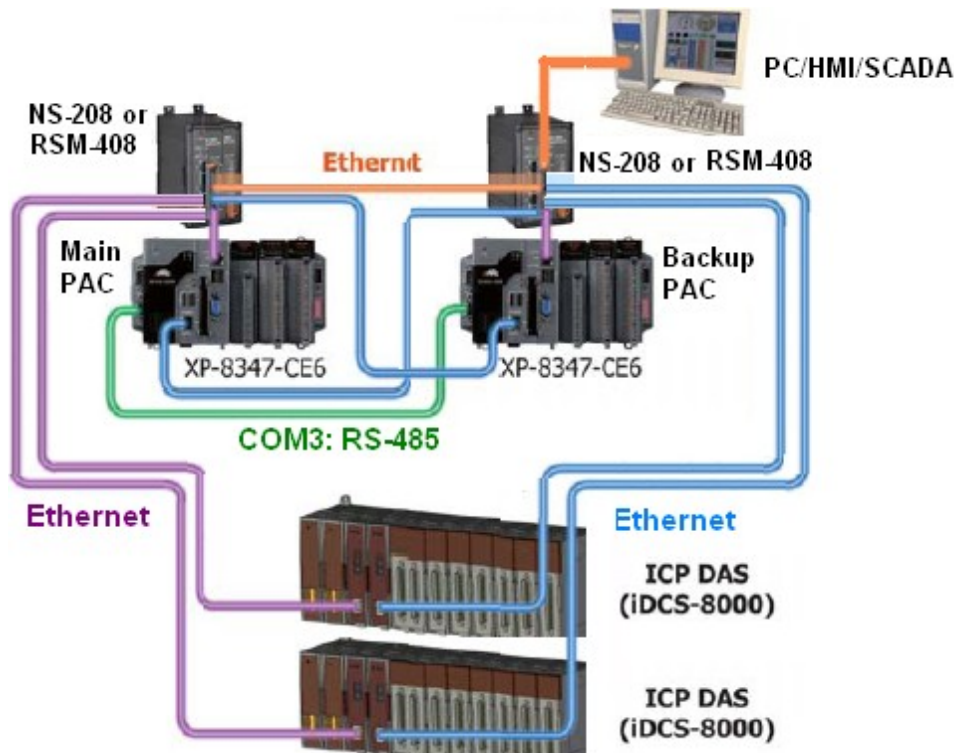 PC/HMI/SCADA
NS-208 or
RSM-408
Ethernt
NS-208 or RSM-408
Main
PAC
Backup
PAC
XP-8347-CE6
XP-8347-CE6
COM3: RS-485
Ethernet
Ethernet
ICP DAS
(iDCS-8000)
ICP DAS
(iDCS-8000)